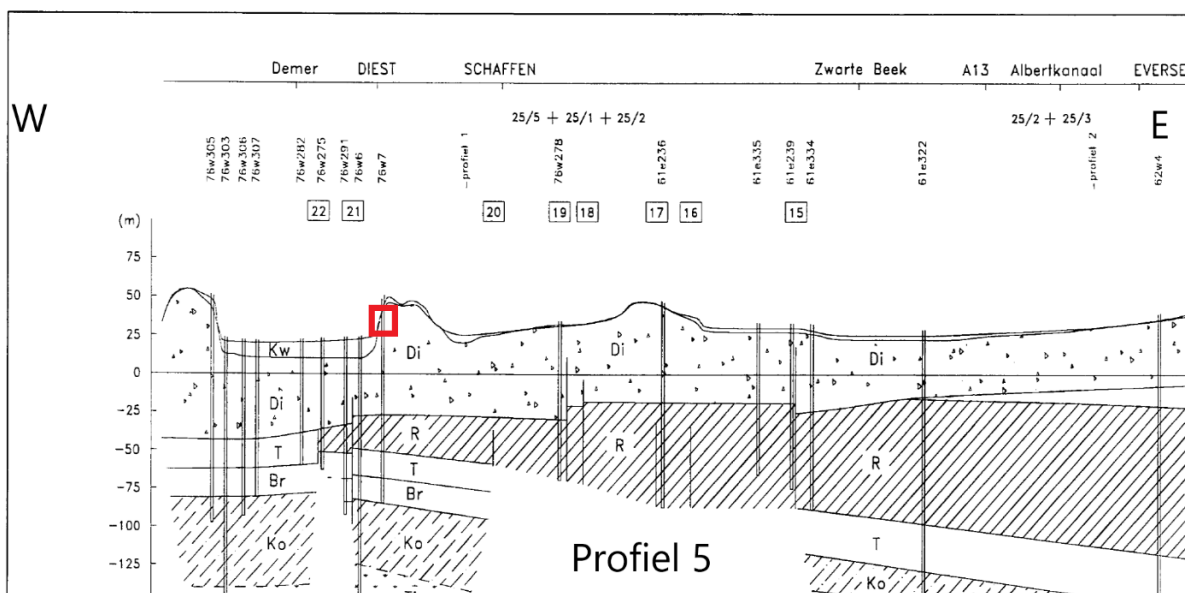 Demer DIEST SCHAFFEN Zwarte Beek A13 Albertkanaal EVERSE
W E
25/5 + 25/1 + 25/2 25/2 + 25/3
76w305 76w303 76w306 76w307 76w282 76w275 76w291 76w6 76w7 -profiel 1 76w278 61e236 61e335 61e239 61e334 61e322 -profiel 2 62w4
22 21 20 19 18 17 16 15
(m)
75
50
25
Kw Di Di Di
0
Di
-25
R
T R R
-50
T
Br
-75
Br
-100
Ko Ko T
Profiel 5
-125
Ko